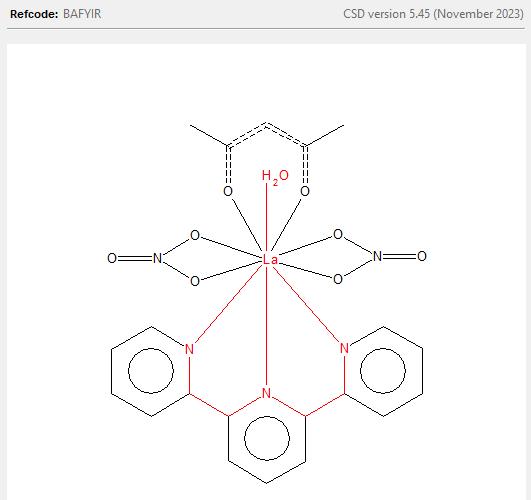 Refcode: BAFYIR CSD version 5.45 (November 2023)
H2O
O O
O O
O N La N O
O O
N N
N